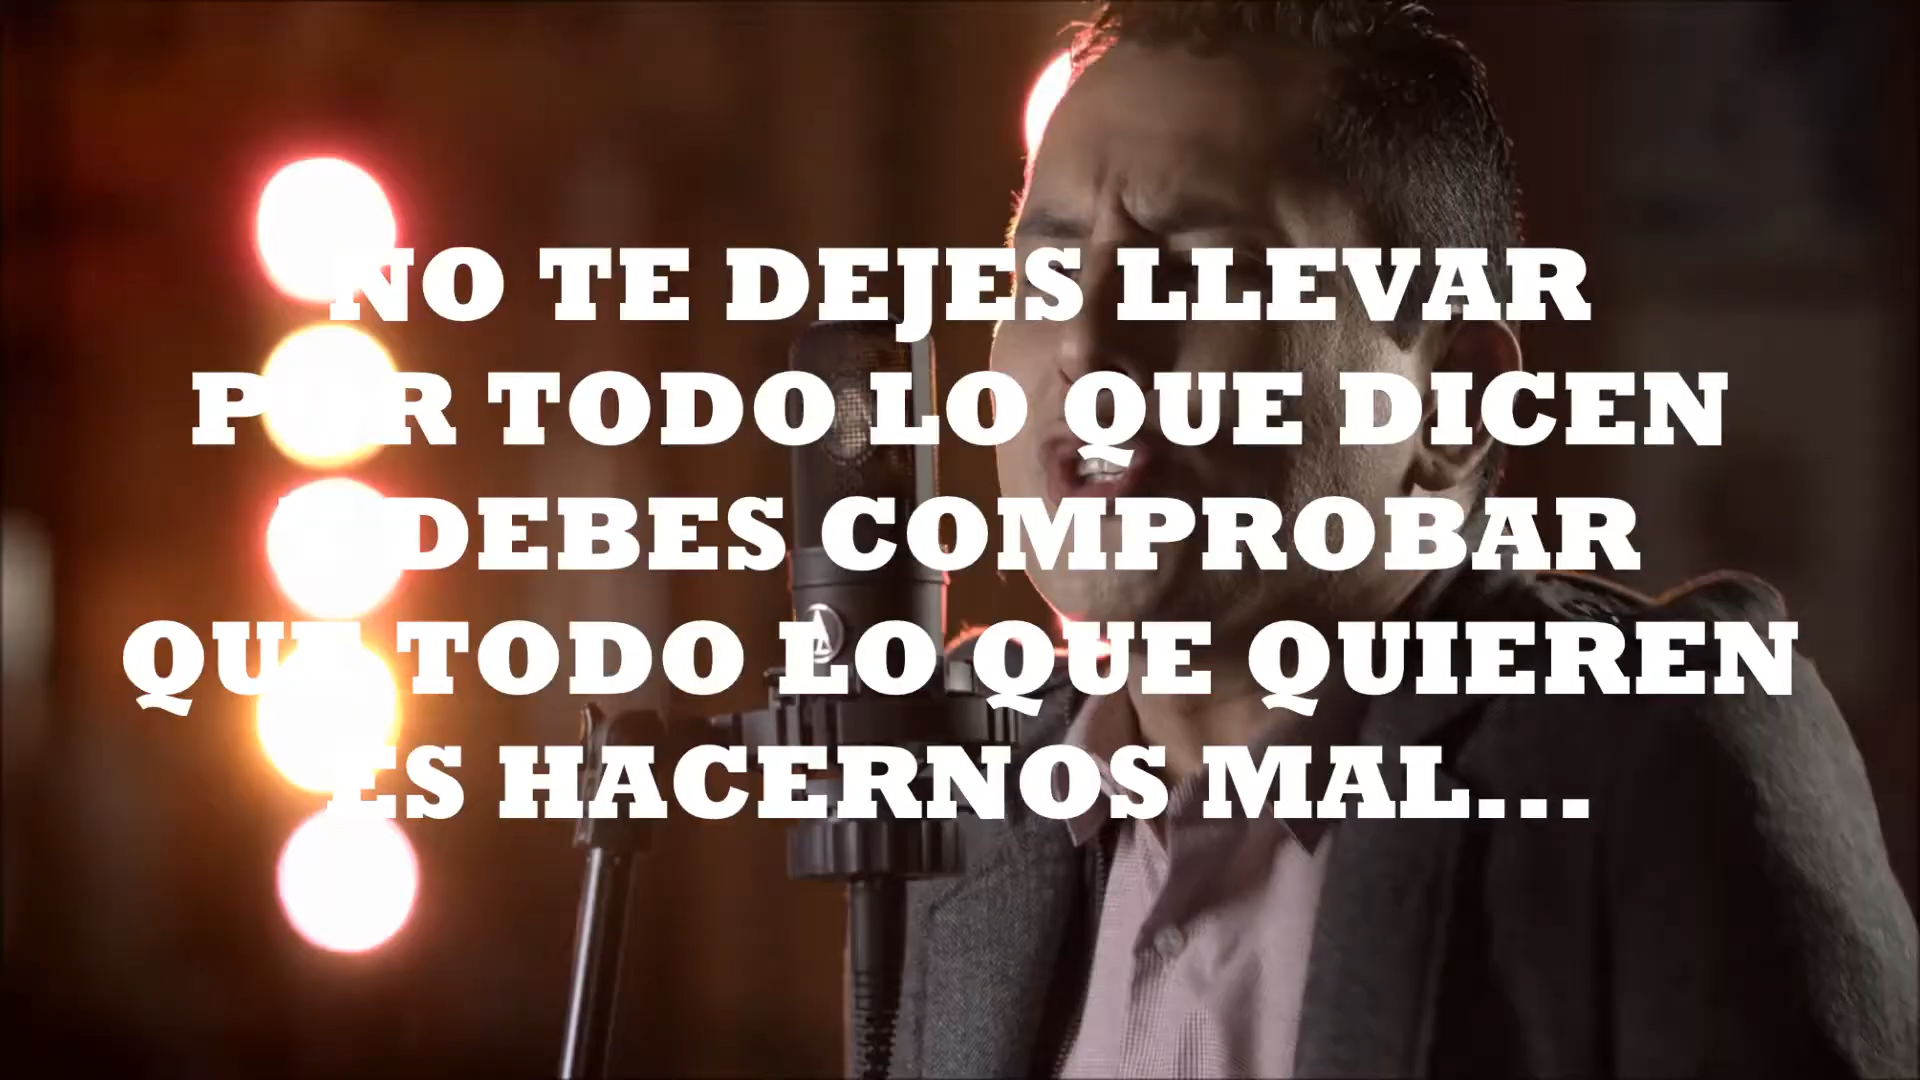 NO TE DEJES LLEVAR
POR TODO LO QUE DICEN
DEBES COMPROBAR
QUE TODO LO QUE QUIEREN
ES HACERNOS MAL...